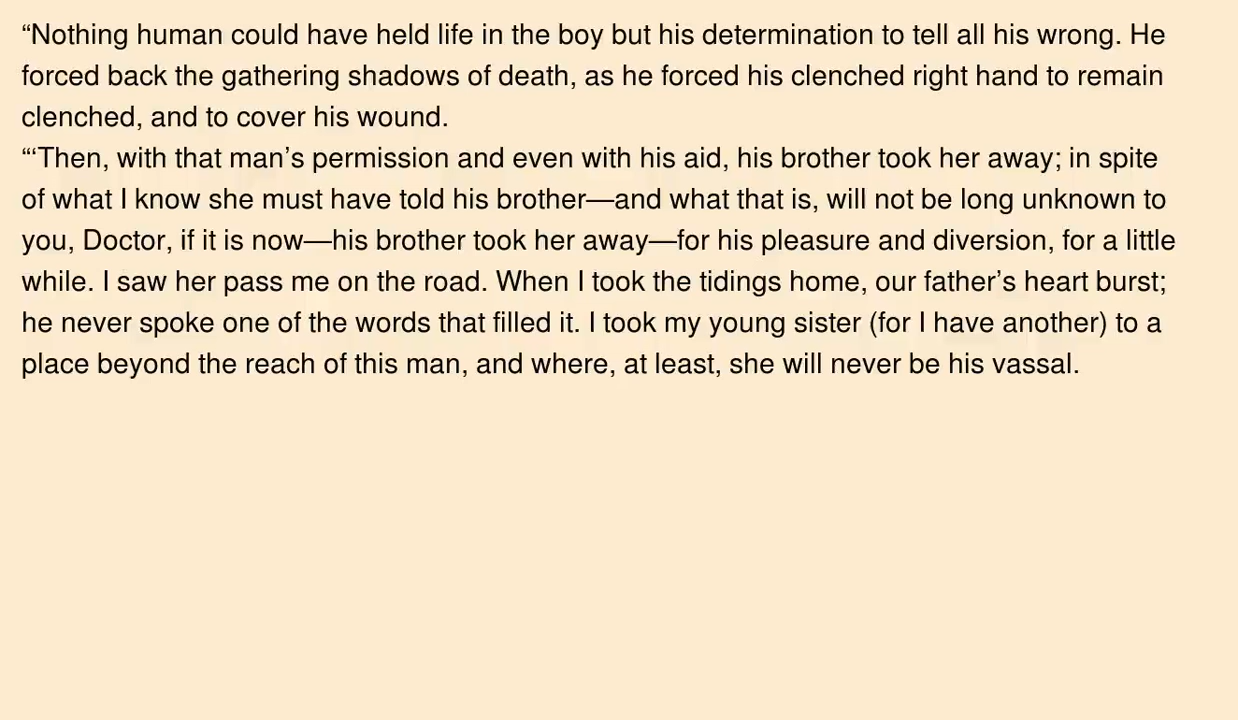 “Nothing human could have held life in the boy but his determination to tell all his wrong. He
forced back the gathering shadows of death, as he forced his clenched right hand to remain
clenched, and to cover his wound.
“‘Then, with that man’s permission and even with his aid, his brother took her away; in spite
of what I know she must have told his brother—and what that is, will not be long unknown to
you, Doctor, if it is now—his brother took her away—for his pleasure and diversion, for a little
while. I saw her pass me on the road. When I took the tidings home, our father’s heart burst;
he never spoke one of the words that filled it. I took my young sister (for I have another) to a
place beyond the reach of this man, and where, at least, she will never be his vassal.